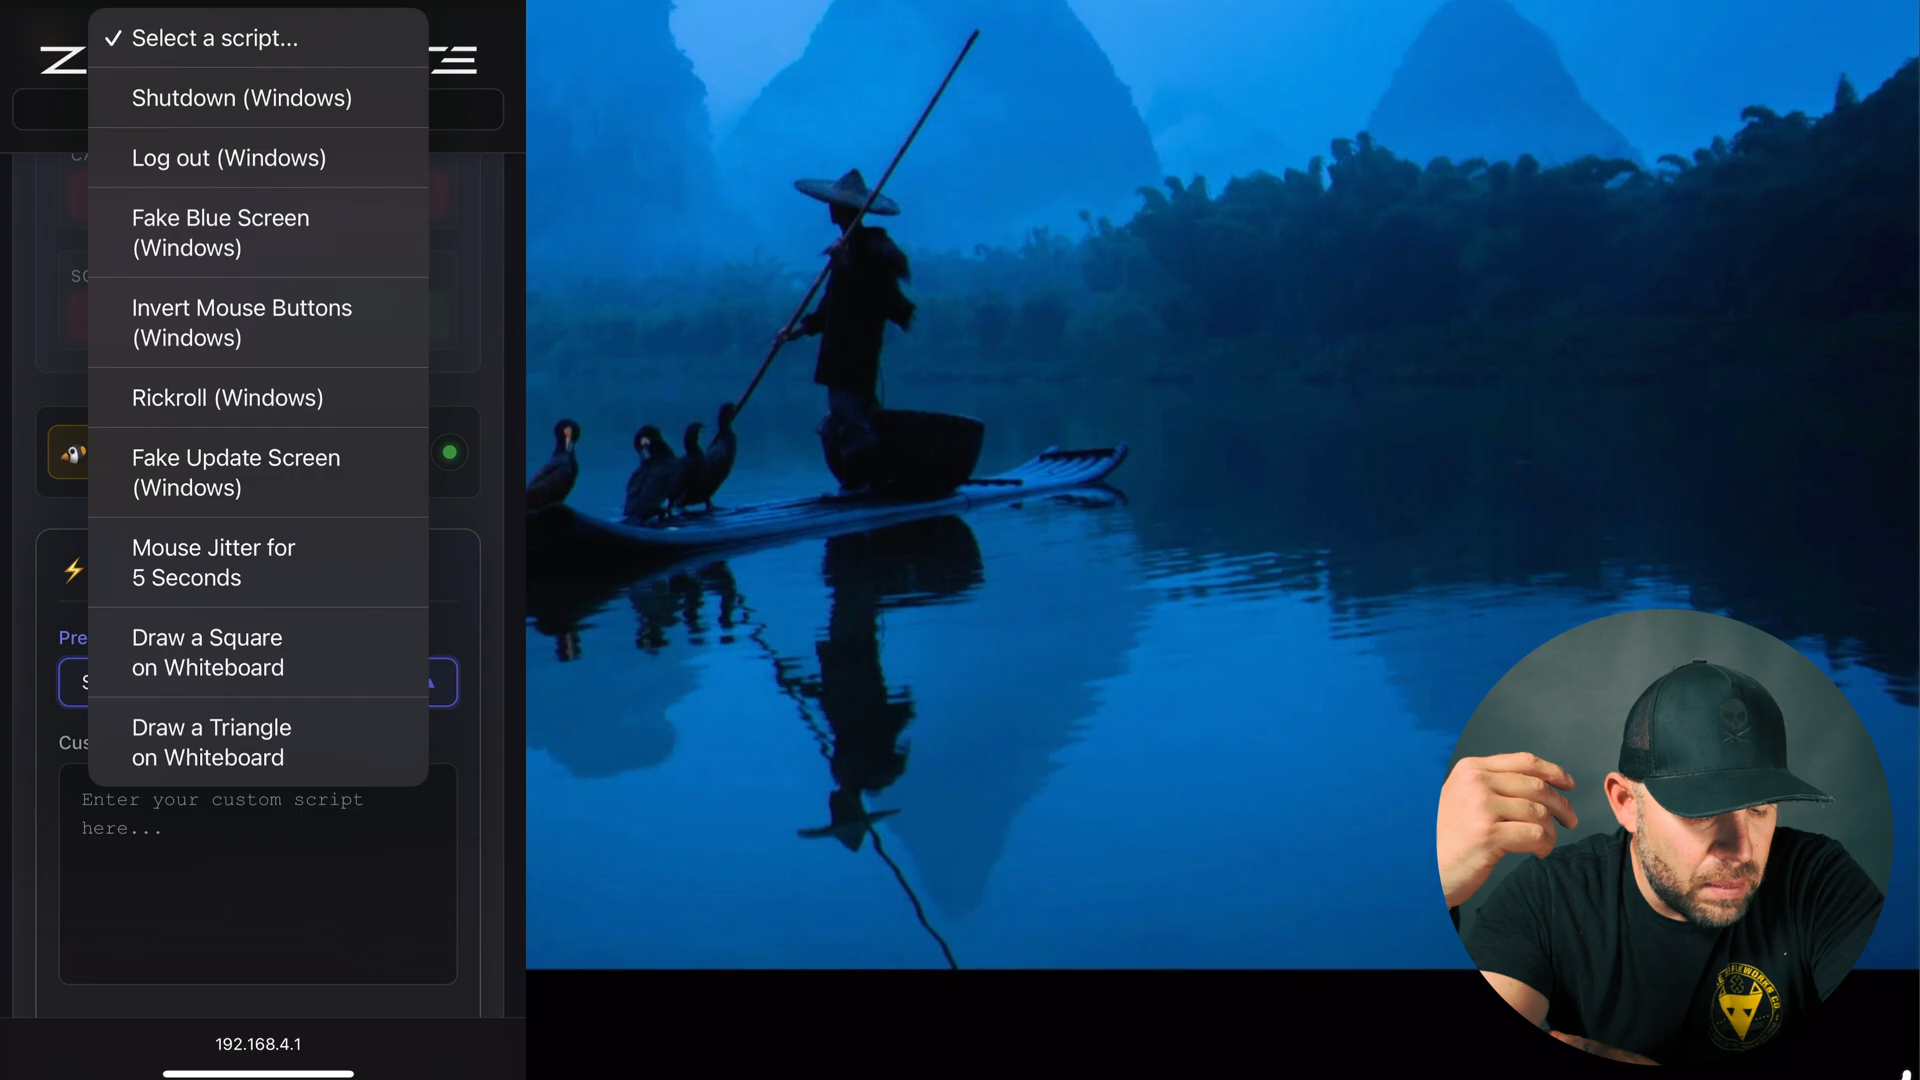 Select a script...
Shutdown (Windows)
Log out (Windows)
Fake Blue Screen
(Windows)
Invert Mouse Buttons
(Windows)
Rickroll (Windows)
Fake Update Screen
(Windows)
Mouse Jitter for
5 Seconds
Pre
Draw a Square
on Whiteboard
Cus
Draw a Triangle
on Whiteboard
Enter your custom script
here...
192.168.4.1